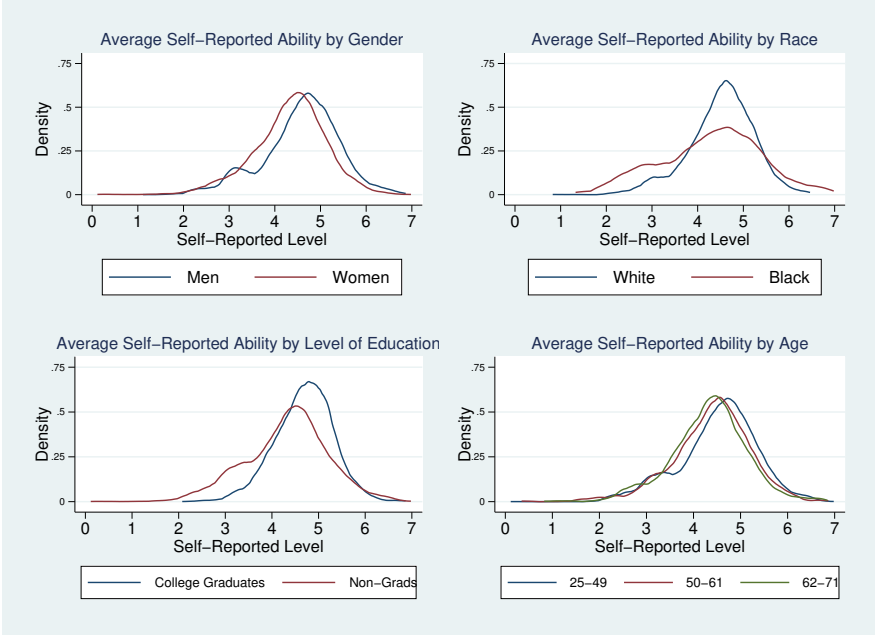 Average Self−Reported Ability by Gender
Density
.75
.5
.25
0
0 1 2 3 4 5 6 7
Self−Reported Level
Men Women
Average Self−Reported Ability by Race
Density
.75
.5
.25
0
0 1 2 3 4 5 6 7
Self−Reported Level
White Black
Average Self−Reported Ability by Level of Education
Density
.75
.5
.25
0
0 1 2 3 4 5 6 7
Self−Reported Level
College Graduates Non−Grads
Average Self−Reported Ability by Age
Density
.75
.5
.25
0
0 1 2 3 4 5 6 7
Self−Reported Level
25−49 50−61 62−71